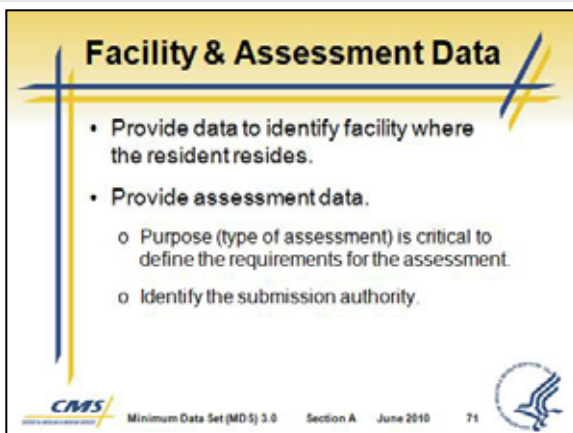 Facility & Assessment Data
• Provide data to identify facility where
the resident resides.
• Provide assessment data.
o Purpose (type of assessment) is critical to
define the requirements for the assessment.
o Identify the submission authority.
CMS Minimum Data Set (MDS) 3.0 Section A June 2010 71